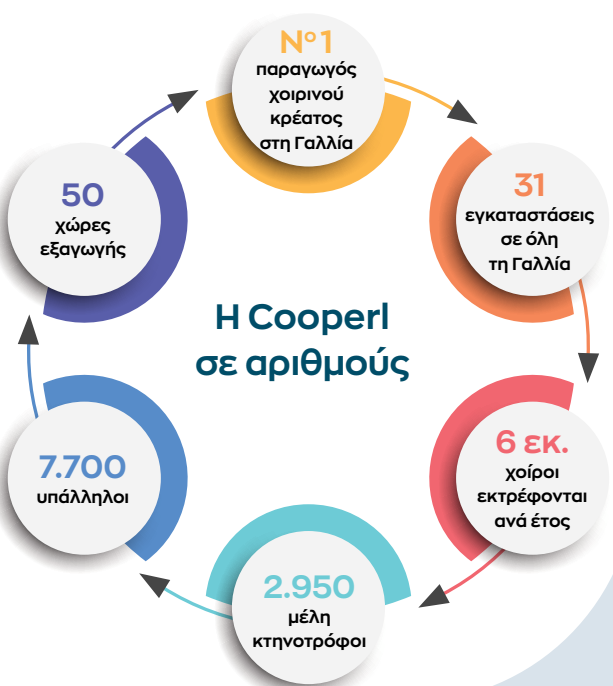 Nº1
παραγωγός
χοιρινού
κρέατος
στη Γαλλία
31
εγκαταστάσεις
σε όλη
τη Γαλλία
6 εκ.
χοίροι
εκτρέφονται
ανά έτος
2.950
μέλη
κτηνοτρόφοι
7.700
υπάλληλοι
50
χώρες
εξαγωγής
Η Cooperl
σε αριθμούς